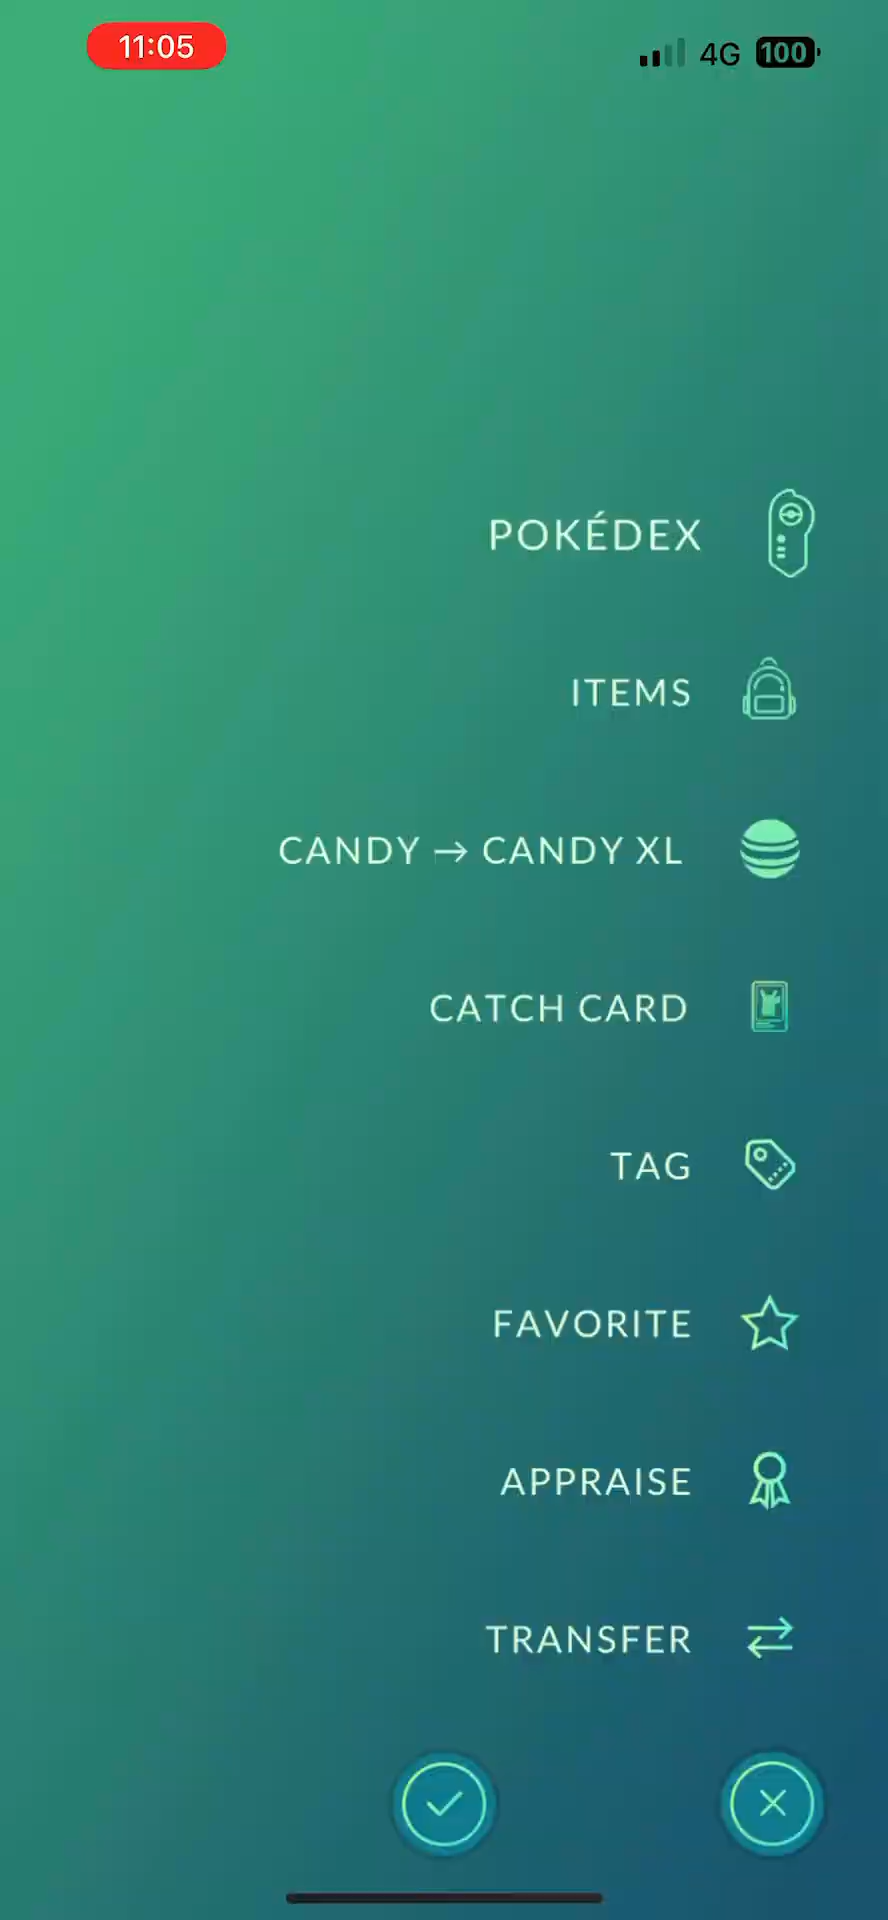 11:05
4G 100
POKÉDEX
ITEMS
CANDY → CANDY XL
CATCH CARD
TAG
FAVORITE
APPRAISE
TRANSFER